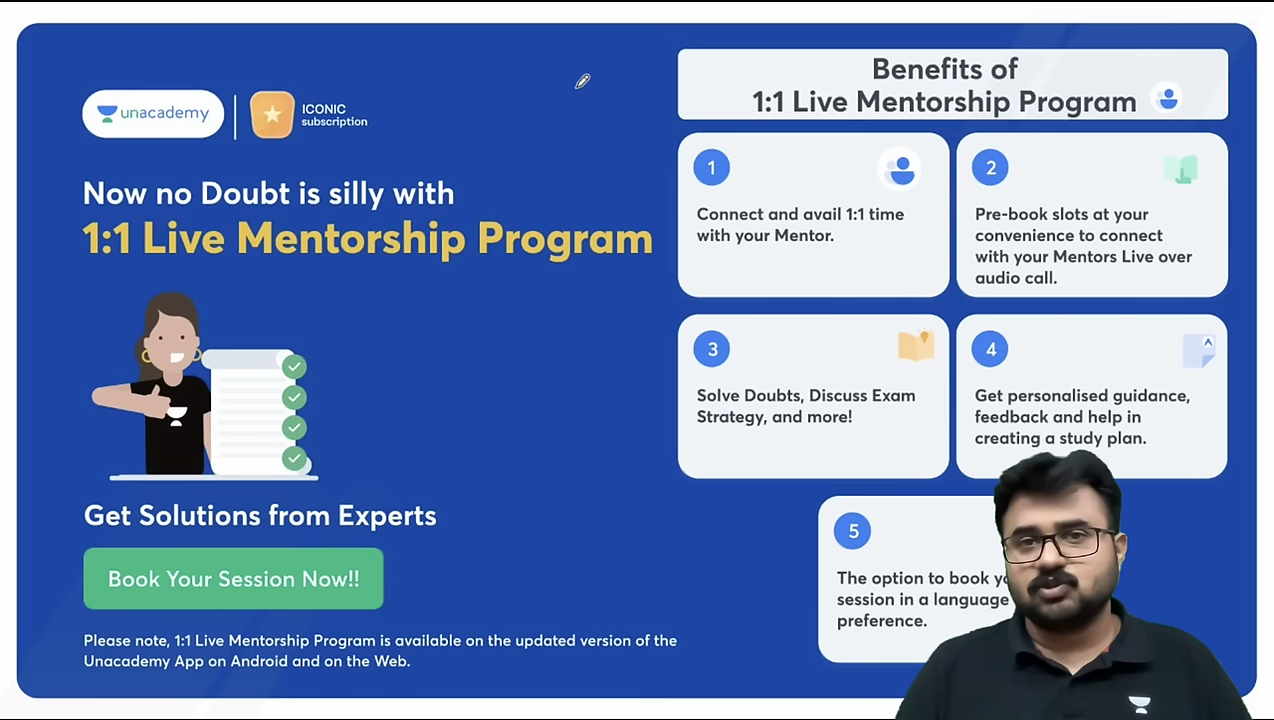 unacademy
ICONIC
subscription
Now no Doubt is silly with
1:1 Live Mentorship Program
Get Solutions from Experts
Book Your Session Now!!
Please note, 1:1 Live Mentorship Program is available on the updated version of the
Unacademy App on Android and on the Web.
Benefits of
1:1 Live Mentorship Program
1
Connect and avail 1:1 time
with your Mentor.
2
Pre-book slots at your
convenience to connect
with your Mentors Live over
audio call.
3
Solve Doubts, Discuss Exam
Strategy, and more!
4
A
Get personalised guidance,
feedback and help in
creating a study plan.
5
The option to book
session in a language
preference.